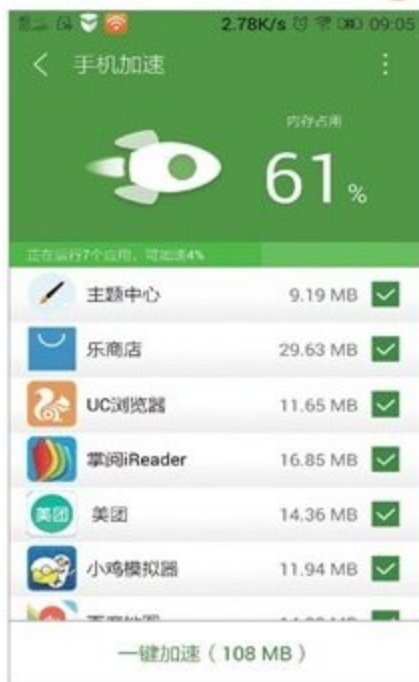 2.78K/s 09:05
手机加速
内存占用
61%
正在运行7个应用，可加速4%
主题中心 9.19 MB
乐商店 29.63 MB
UC浏览器 11.65 MB
掌阅iReader 16.85 MB
美团 美团 14.36 MB
小鸡模拟器 11.94 MB
一键加速（108 MB）